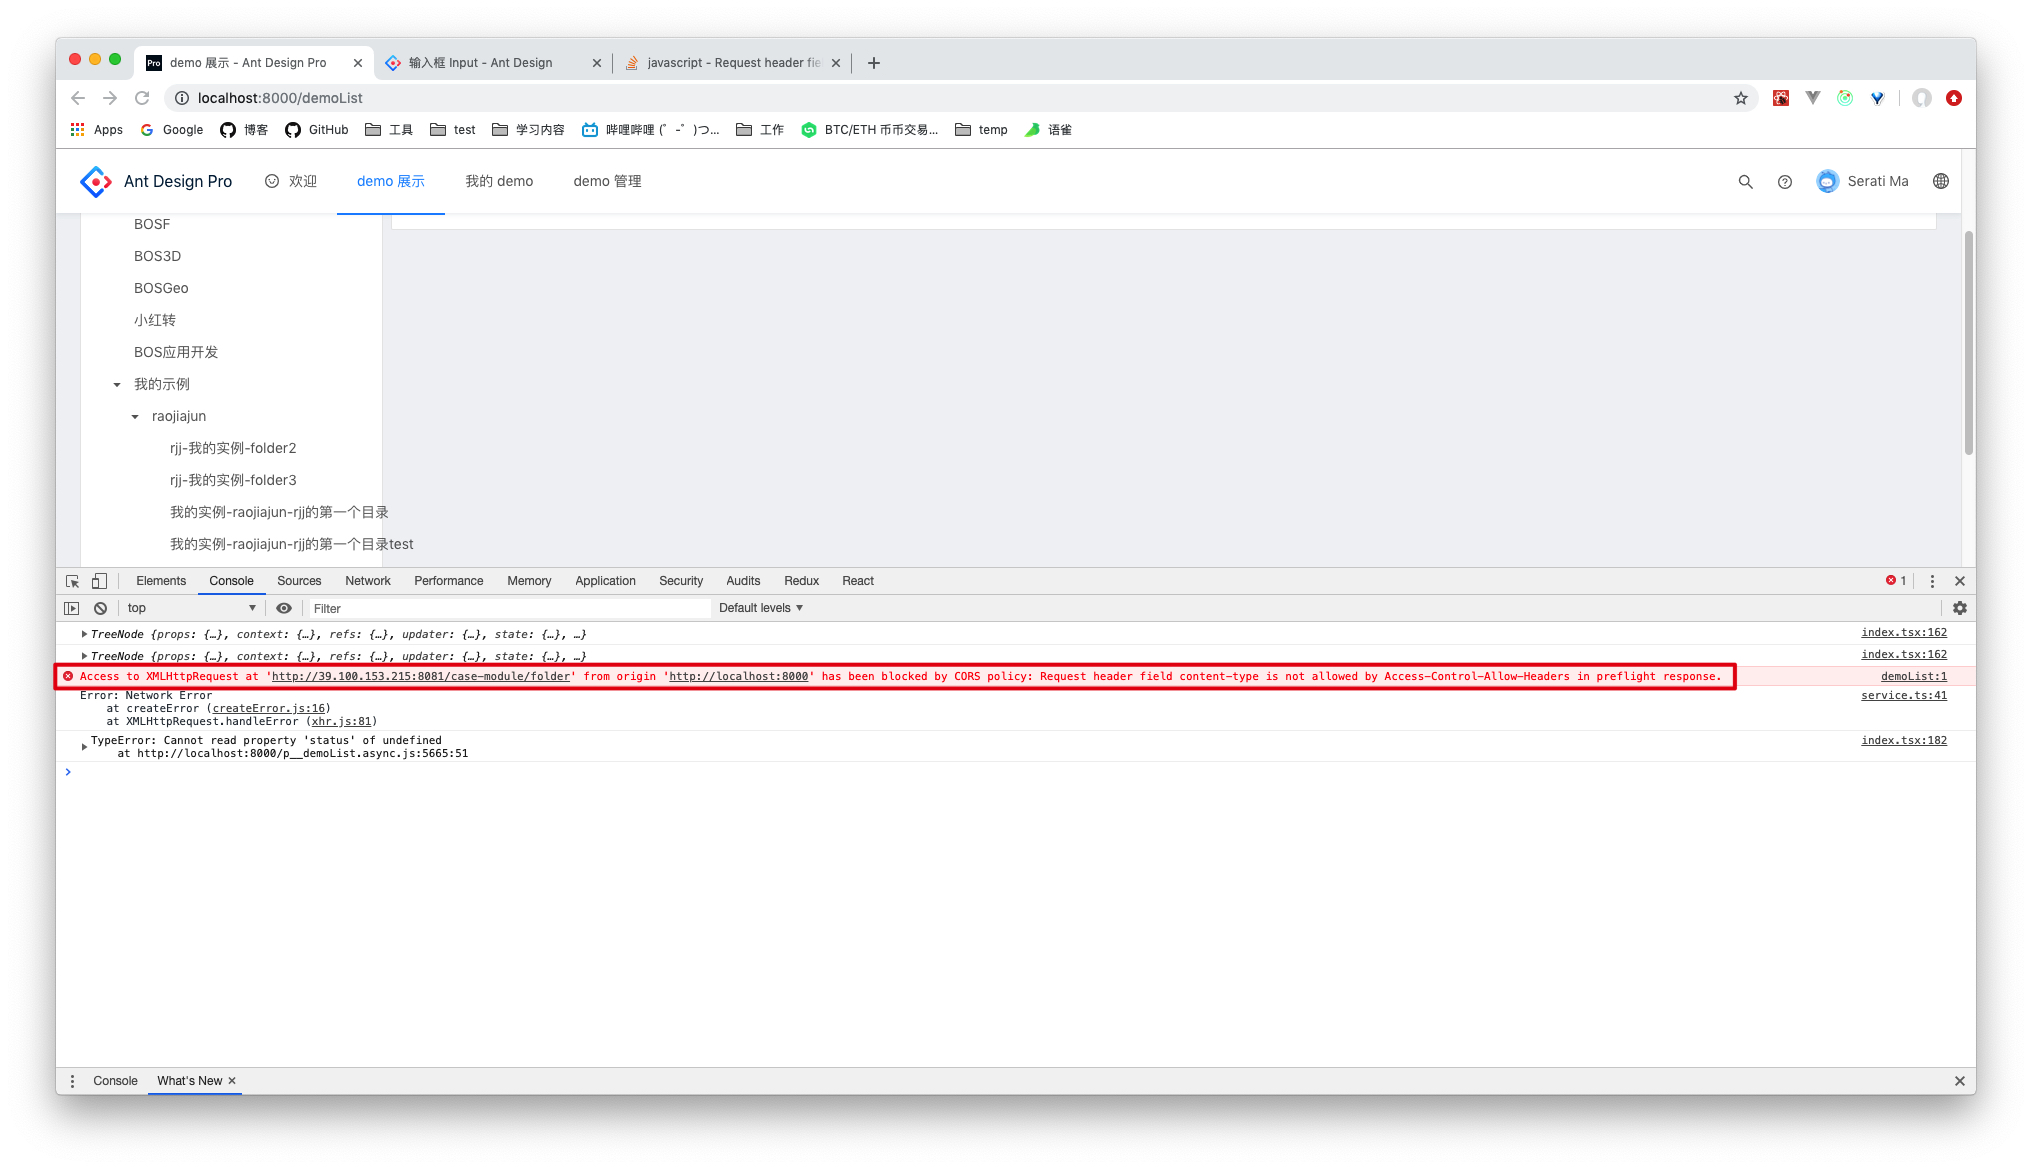 demo 展示 - Ant Design Pro
输入框 Input - Ant Design
javascript - Request header fie
localhost:8000/demoList
Apps Google 博客 GitHub 工具 test 学习内容 哔哩哔哩 (゜-゜)つ... 工作 BTC/ETH 币币交易... temp 语雀
Ant Design Pro 欢迎 demo 展示 我的 demo demo 管理 Serati Ma
BOSF
BOS3D
BOSGeo
小红转
BOS应用开发
我的示例
raojiajun
rjj-我的实例-folder2
rjj-我的实例-folder3
我的实例-raojiajun-rjj的第一个目录
我的实例-raojiajun-rjj的第一个目录test
Elements Console Sources Network Performance Memory Application Security Audits Redux React 1
top Filter Default levels
TreeNode {props: {…}, context: {…}, refs: {…}, updater: {…}, state: {…}, …} index.tsx:162
TreeNode {props: {…}, context: {…}, refs: {…}, updater: {…}, state: {…}, …} index.tsx:162
Access to XMLHttpRequest at 'http://39.100.153.215:8081/case-module/folder' from origin 'http://localhost:8000' has been blocked by CORS policy: Request header field content-type is not allowed by Access-Control-Allow-Headers in preflight response. demoList:1
Error: Network Error service.ts:41
at createError (createError.js:16)
at XMLHttpRequest.handleError (xhr.js:81)
TypeError: Cannot read property 'status' of undefined index.tsx:182
at http://localhost:8000/p__demoList.async.js:5665:51
Console What's New